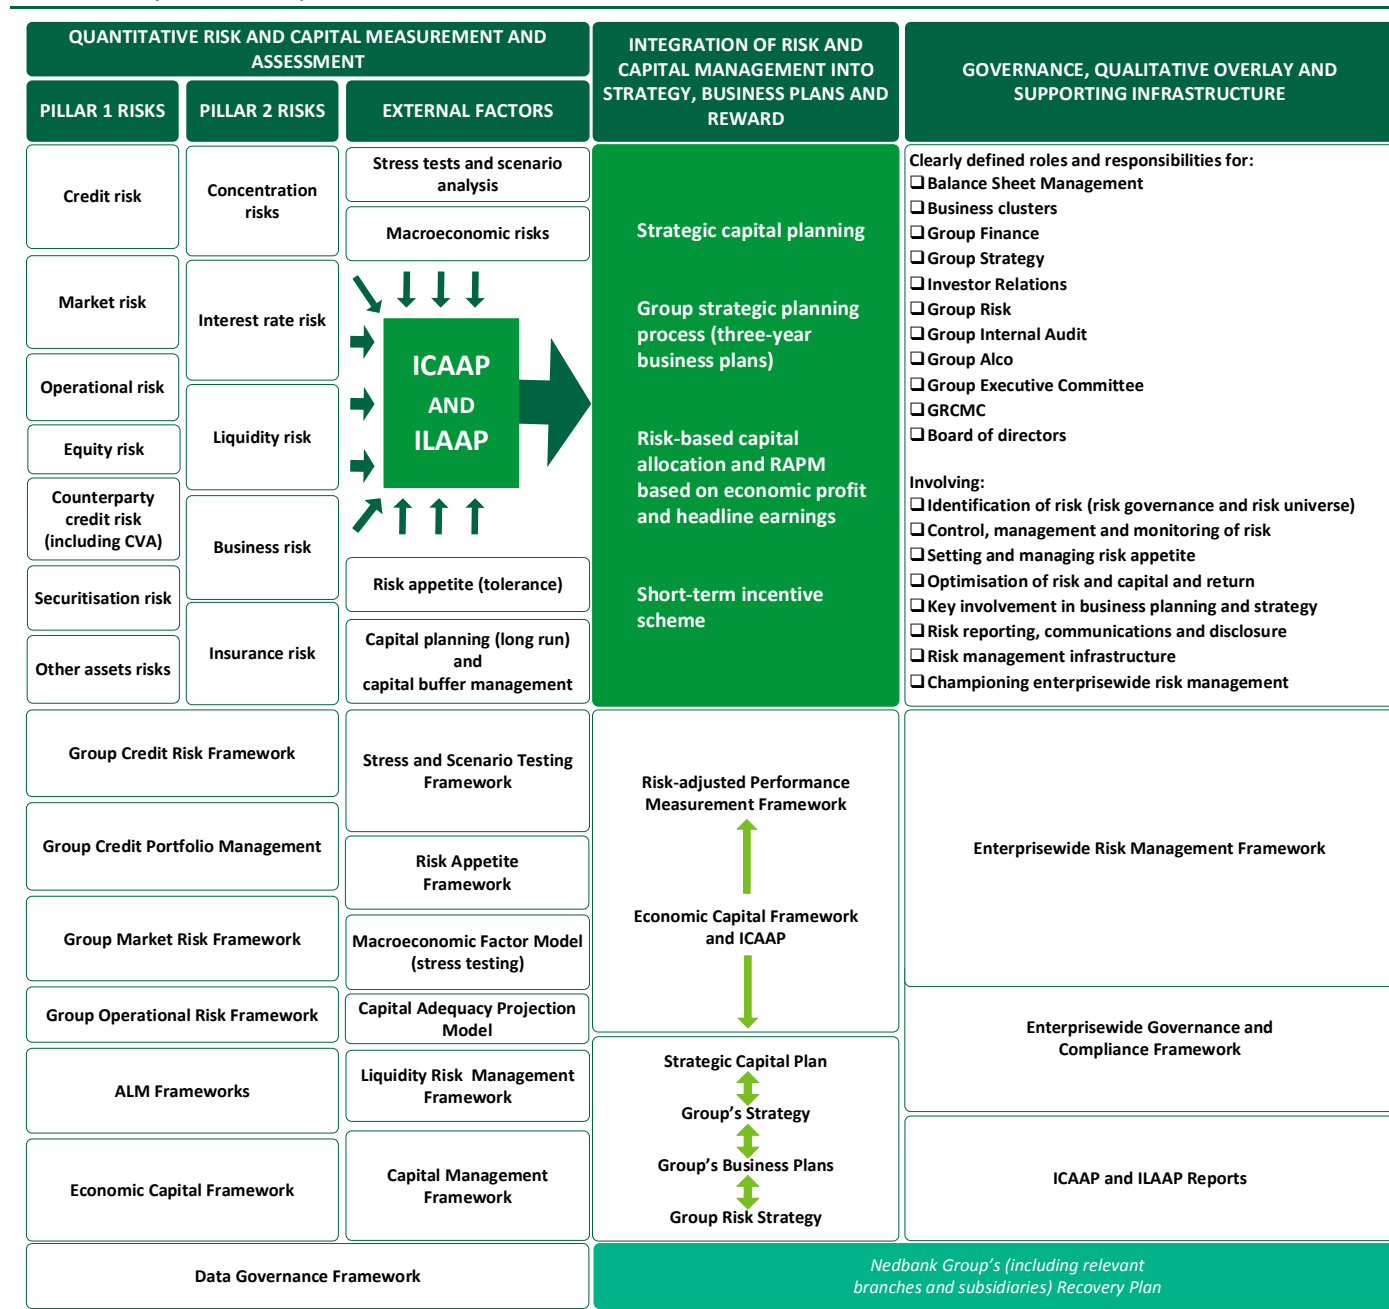 QUANTITATIVE RISK AND CAPITAL MEASUREMENT AND
ASSESSMENT
PILLAR 1 RISKS
PILLAR 2 RISKS
EXTERNAL FACTORS
INTEGRATION OF RISK AND
CAPITAL MANAGEMENT INTO
STRATEGY, BUSINESS PLANS AND
REWARD
GOVERNANCE, QUALITATIVE OVERLAY AND
SUPPORTING INFRASTRUCTURE
Credit risk
Market risk
Operational risk
Equity risk
Counterparty
credit risk
(including CVA)
Securitisation risk
Other assets risks
Concentration
risks
Interest rate risk
Liquidity risk
Business risk
Insurance risk
Stress tests and scenario
analysis
Macroeconomic risks
ICAAP
AND
ILAAP
Risk appetite (tolerance)
Capital planning (long run)
and
capital buffer management
Strategic capital planning
Group strategic planning
process (three-year
business plans)
Risk-based capital
allocation and RAPM
based on economic profit
and headline earnings
Short-term incentive
scheme
Clearly defined roles and responsibilities for:
❑ Balance Sheet Management
❑ Business clusters
❑ Group Finance
❑ Group Strategy
❑ Investor Relations
❑ Group Risk
❑ Group Internal Audit
❑ Group Alco
❑ Group Executive Committee
❑ GRCMC
❑ Board of directors
Involving:
❑ Identification of risk (risk governance and risk universe)
❑ Control, management and monitoring of risk
❑ Setting and managing risk appetite
❑ Optimisation of risk and capital and return
❑ Key involvement in business planning and strategy
❑ Risk reporting, communications and disclosure
❑ Risk management infrastructure
❑ Championing enterprisewide risk management
Group Credit Risk Framework
Group Credit Portfolio Management
Group Market Risk Framework
Group Operational Risk Framework
ALM Frameworks
Economic Capital Framework
Stress and Scenario Testing
Framework
Risk Appetite
Framework
Macroeconomic Factor Model
(stress testing)
Capital Adequacy Projection
Model
Liquidity Risk Management
Framework
Capital Management
Framework
Risk-adjusted Performance
Measurement Framework
Economic Capital Framework
and ICAAP
Strategic Capital Plan
Group's Strategy
Group's Business Plans
Group Risk Strategy
Enterprisewide Risk Management Framework
Enterprisewide Governance and
Compliance Framework
ICAAP and ILAAP Reports
Data Governance Framework
Nedbank Group's (including relevant
branches and subsidiaries) Recovery Plan